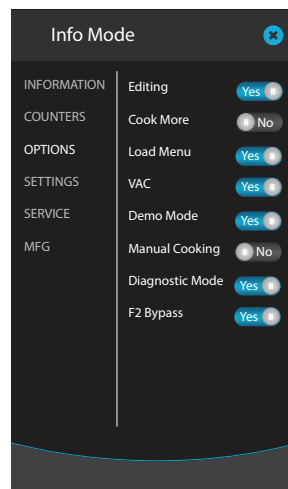 Info Mode
INFORMATION
COUNTERS
OPTIONS
SETTINGS
SERVICE
MFG
Editing Yes
Cook More No
Load Menu Yes
VAC Yes
Demo Mode Yes
Manual Cooking No
Diagnostic Mode Yes
F2 Bypass Yes